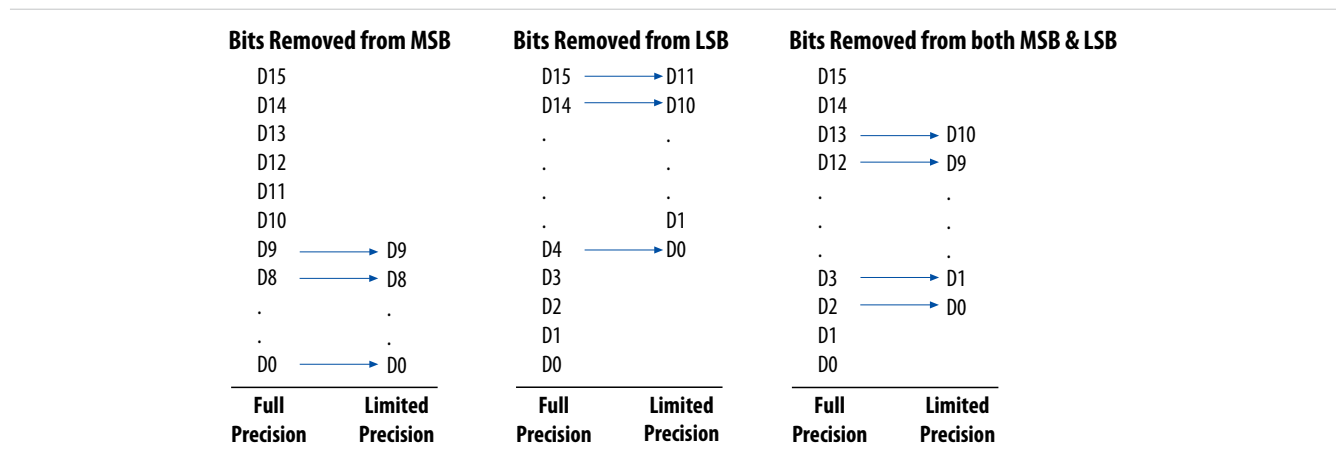 Bits Removed from MSB
D15
D14
D13
D12
D11
D10
D9 D9
D8 D8
. .
. .
D0 D0
Full Precision
Limited Precision
Bits Removed from LSB
D15 D11
D14 D10
. .
. .
. .
. D1
D4 D0
D3
D2
D1
D0
Full Precision
Limited Precision
Bits Removed from both MSB & LSB
D15
D14
D13 D10
D12 D9
. .
. .
. .
D3 D1
D2 D0
D1
D0
Full Precision
Limited Precision